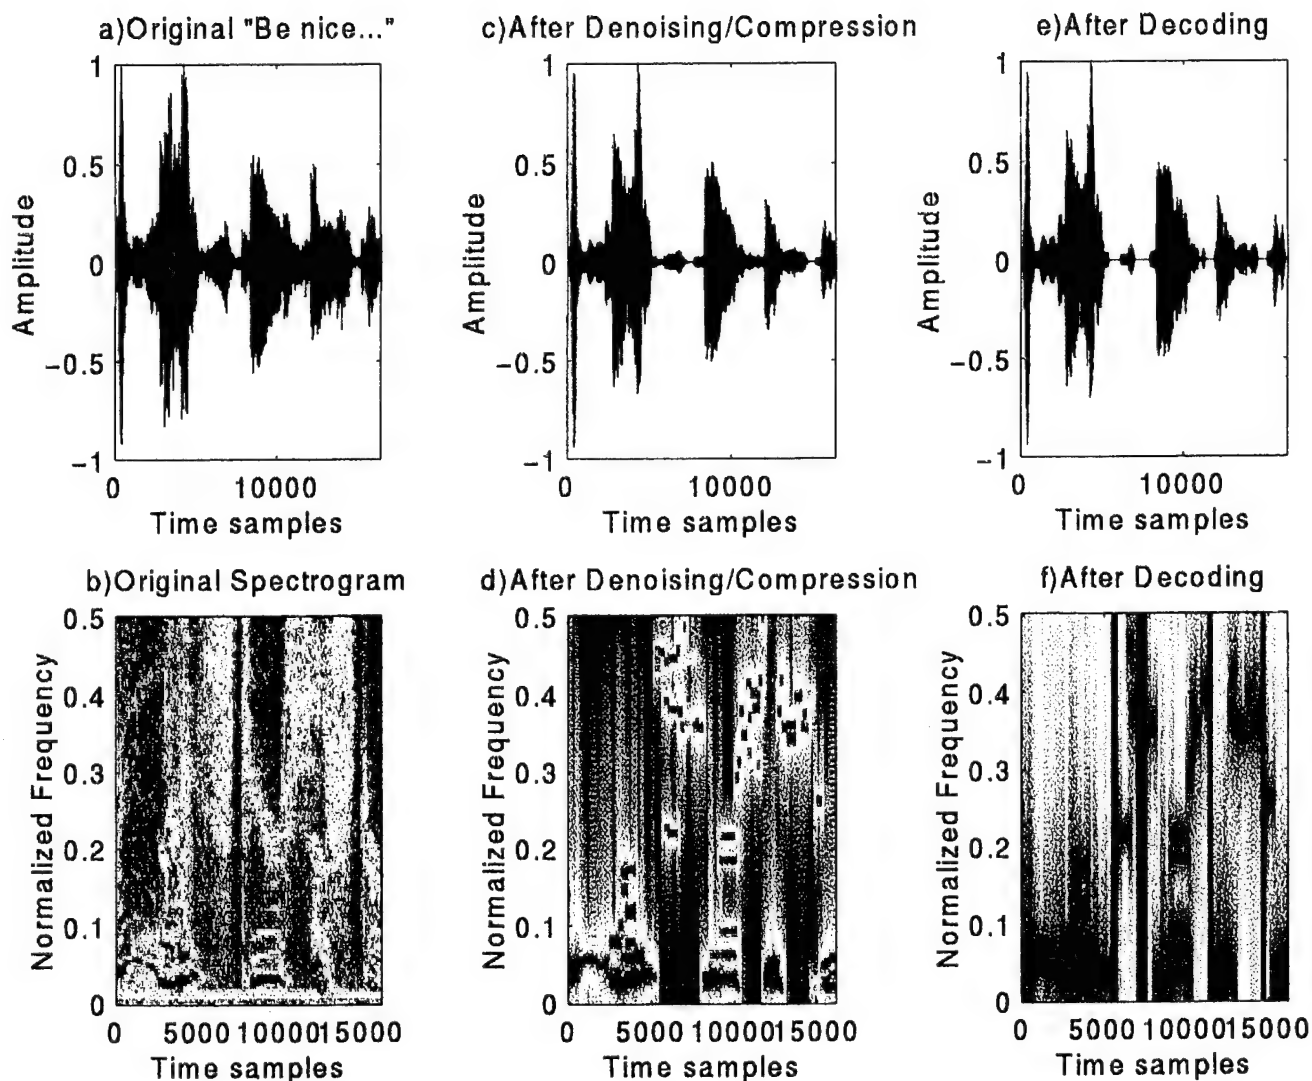 a)Original "Be nice..."
c)After Denoising/Compression
e)After Decoding
1
0.5
0
−0.5
−1
Amplitude
0
10000
Time samples
1
0.5
0
−0.5
−1
Amplitude
0
10000
Time samples
1
0.5
0
−0.5
−1
Amplitude
0
10000
Time samples
b)Original Spectrogram
d)After Denoising/Compression
f)After Decoding
0.5
0.4
0.3
0.2
0.1
0
Normalized Frequency
0
5000
10000
15000
Time samples
0.5
0.4
0.3
0.2
0.1
0
Normalized Frequency
0
5000
10000
15000
Time samples
0.5
0.4
0.3
0.2
0.1
0
Normalized Frequency
0
5000
10000
15000
Time samples